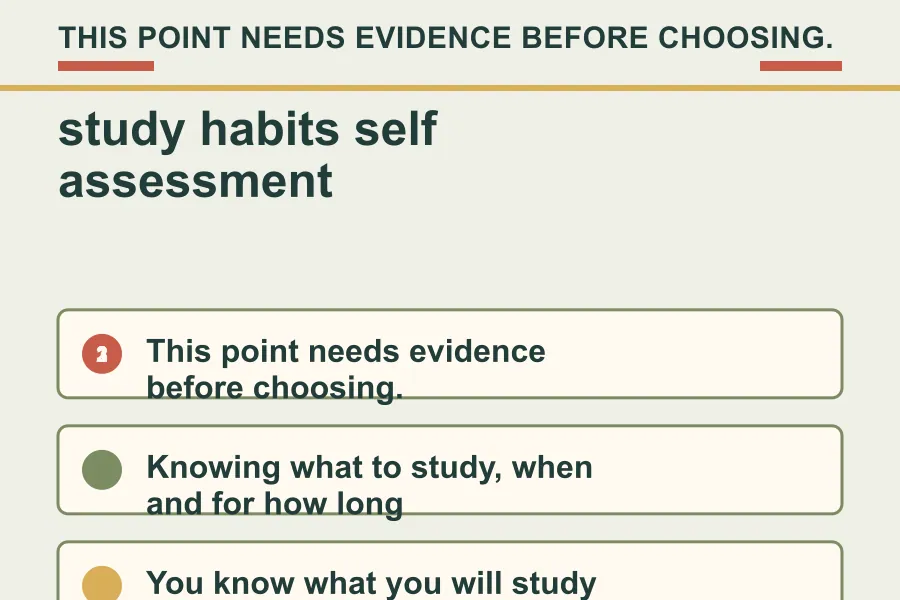 THIS POINT NEEDS EVIDENCE BEFORE CHOOSING.
study habits self
assessment
This point needs evidence
before choosing.
Knowing what to study, when
and for how long
You know what you will study